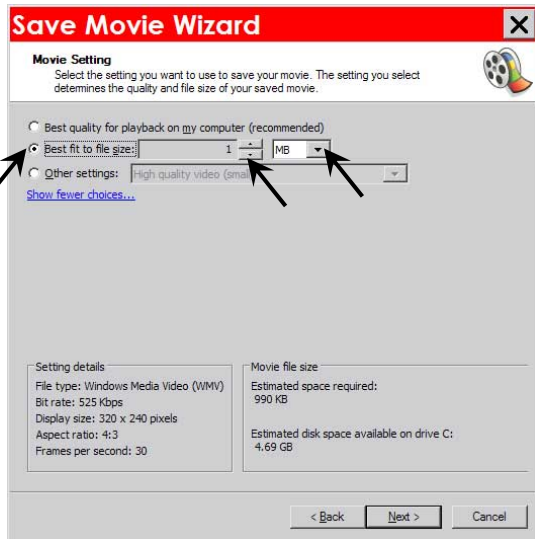 Save Movie Wizard
Movie Setting
Select the setting you want to use to save your movie. The setting you select
determines the quality and file size of your saved movie.
Best quality for playback on my computer (recommended)
Best fit to file size: 1 MB
Other settings: High quality video
Show fewer choices...
Setting details
File type: Windows Media Video (WMV)
Bit rate: 525 Kbps
Display size: 320 x 240 pixels
Aspect ratio: 4:3
Frames per second: 30
Movie file size
Estimated space required:
990 KB
Estimated disk space available on drive C:
4.69 GB
< Back Next > Cancel